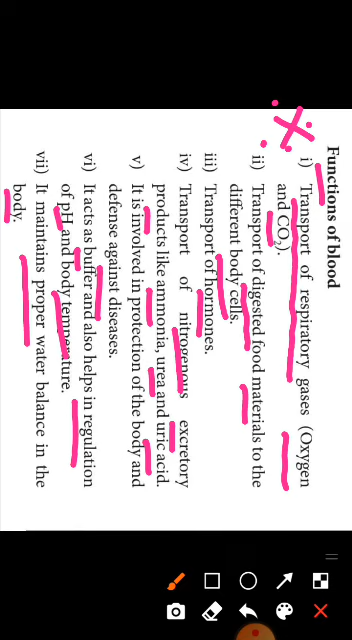 Functions of blood
i) Transport of respiratory gases (Oxygen
and CO₂).
ii) Transport of digested food materials to the
different body cells.
iii) Transport of hormones.
iv) Transport of nitrogenous excretory
products like ammonia, urea and uric acid.
v) It is involved in protection of the body and
defense against diseases.
vi) It acts as buffer and also helps in regulation
of pH and body temperature.
vii) It maintains proper water balance in the
body.